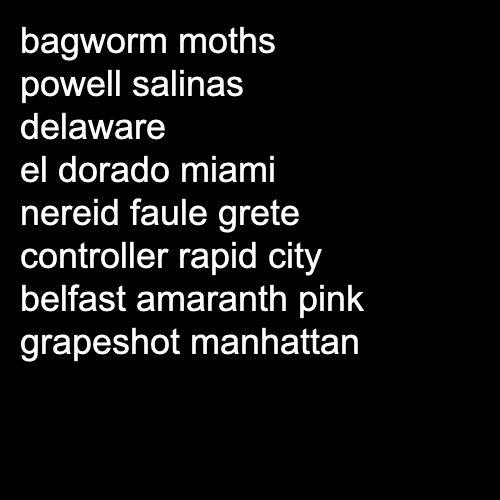 bagworm moths
powell salinas
delaware
el dorado miami
nereid faule grete
controller rapid city
belfast amaranth pink
grapeshot manhattan